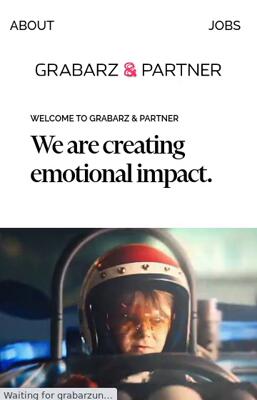 ABOUT JOBS
GRABARZ & PARTNER
WELCOME TO GRABARZ & PARTNER
We are creating
emotional impact.
Waiting for grabarzun...